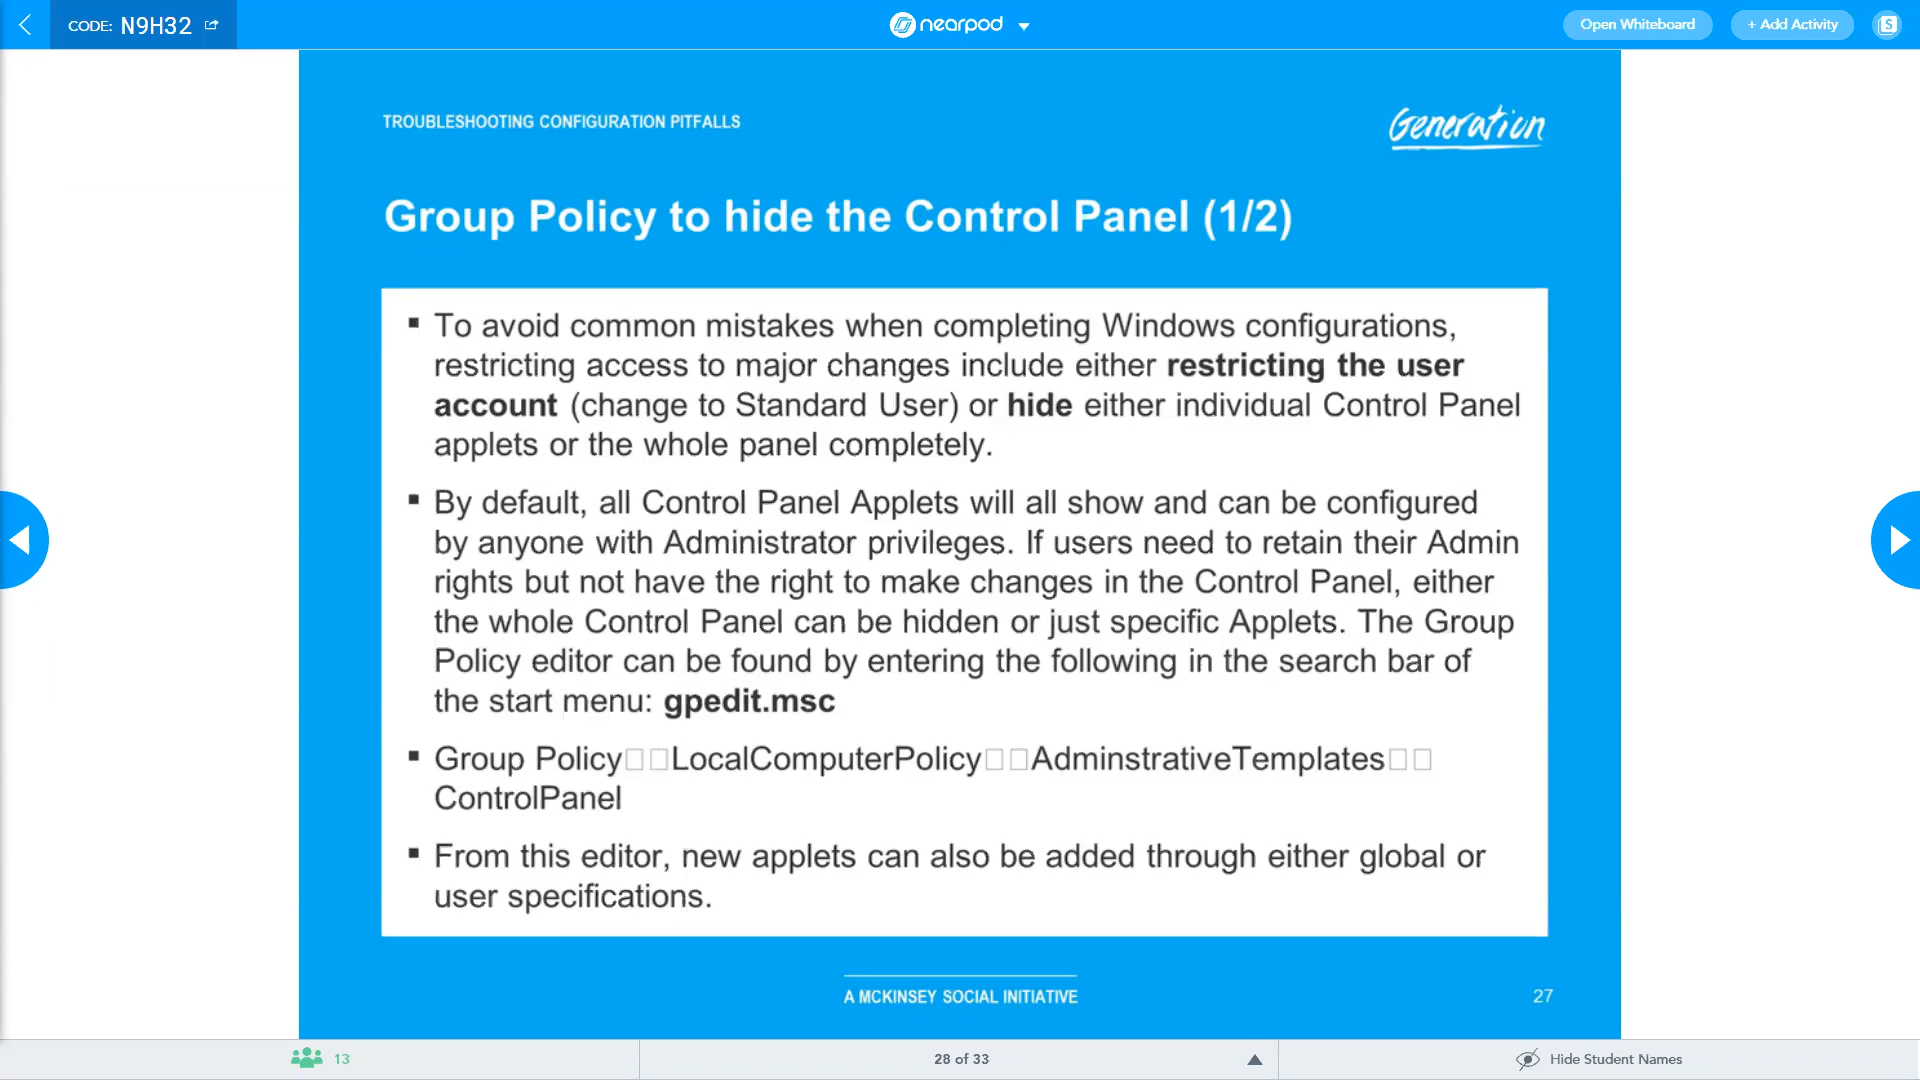 CODE: N9H32
nearpod
Open Whiteboard
+ Add Activity
S
TROUBLESHOOTING CONFIGURATION PITFALLS
Generation
Group Policy to hide the Control Panel (1/2)
▪ To avoid common mistakes when completing Windows configurations,
restricting access to major changes include either restricting the user
account (change to Standard User) or hide either individual Control Panel
applets or the whole panel completely.
▪ By default, all Control Panel Applets will all show and can be configured
by anyone with Administrator privileges. If users need to retain their Admin
rights but not have the right to make changes in the Control Panel, either
the whole Control Panel can be hidden or just specific Applets. The Group
Policy editor can be found by entering the following in the search bar of
the start menu: gpedit.msc
▪ Group Policy□□LocalComputerPolicy□□AdminstrativeTemplates□□
ControlPanel
▪ From this editor, new applets can also be added through either global or
user specifications.
A MCKINSEY SOCIAL INITIATIVE
27
13
28 of 33
Hide Student Names